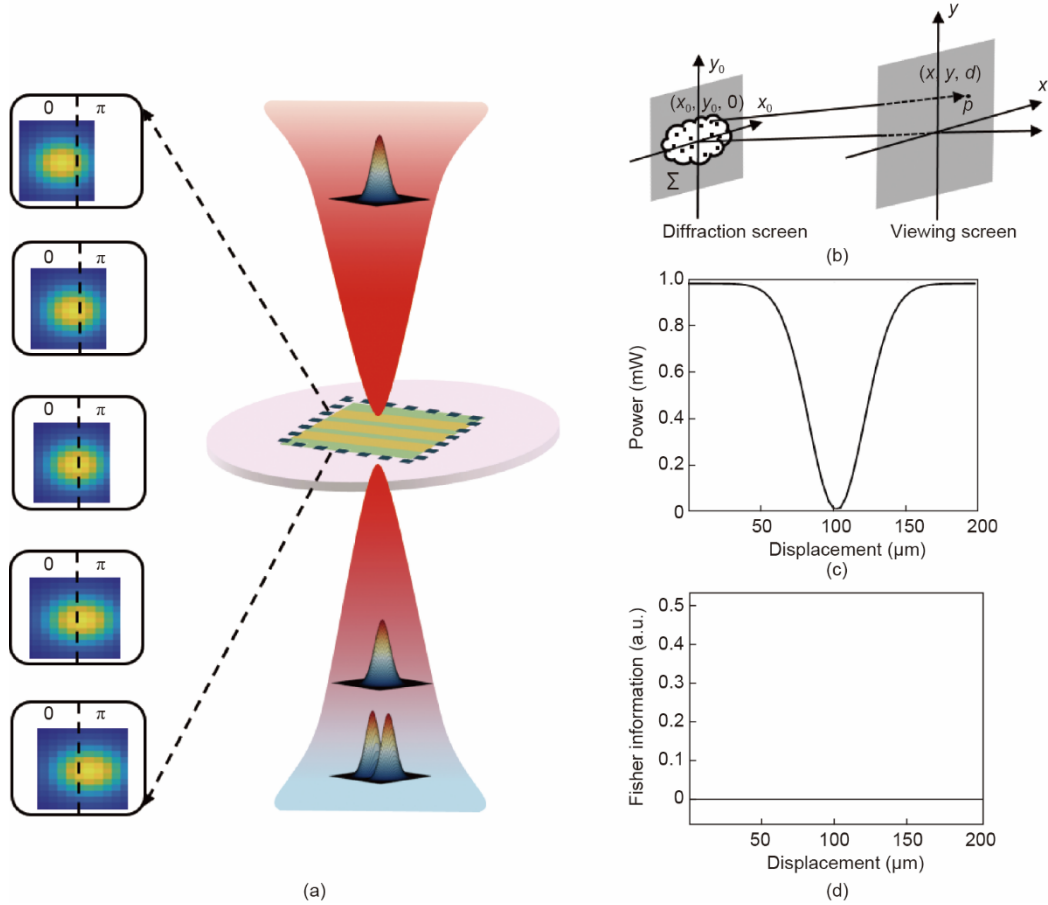 0 π
0 π
0 π
0 π
0 π
(a)
y
y₀
(x, y, d)
x
(x₀, y₀, 0) x₀
p
Σ
Diffraction screen Viewing screen
(b)
1.0
0.8
0.6
0.4
0.2
0
Power (mW)
50 100 150 200
Displacement (μm)
(c)
0.5
0.4
0.3
0.2
0.1
0
Fisher information (a.u.)
50 100 150 200
Displacement (μm)
(d)